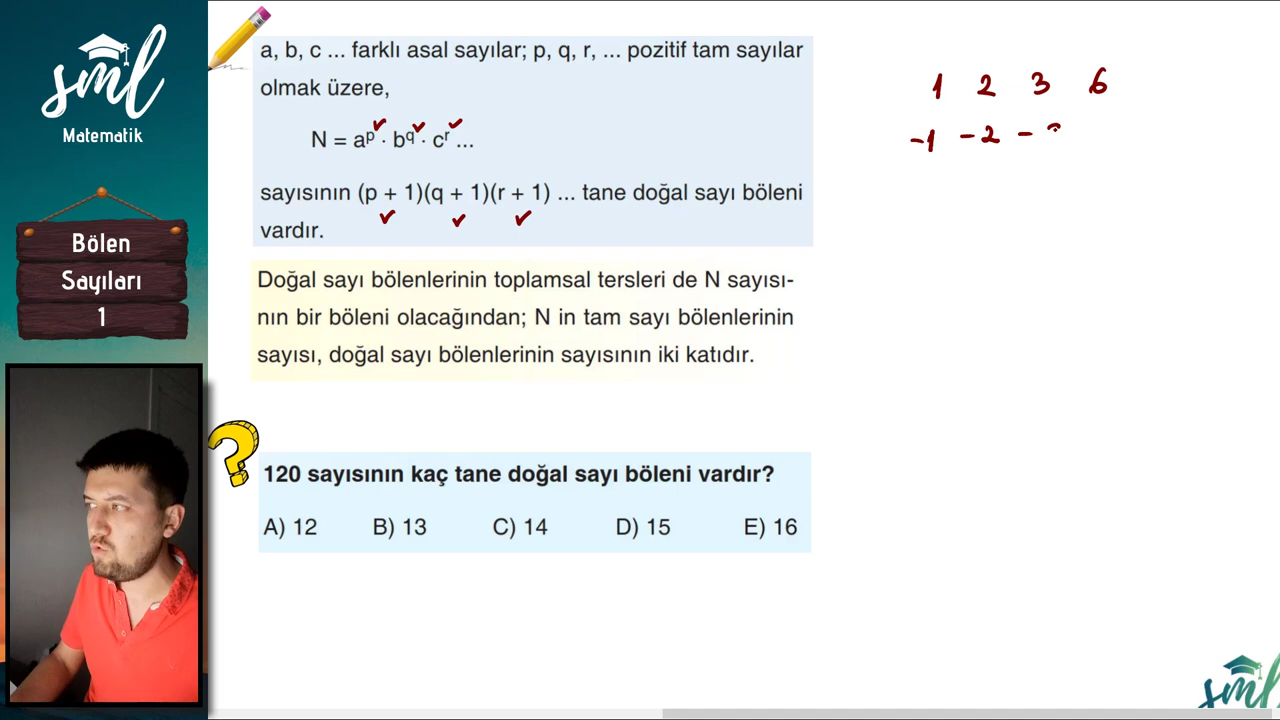 sml
Matematik
Bölen
Sayıları
1
a, b, c ... farklı asal sayılar; p, q, r, ... pozitif tam sayılar
olmak üzere,
N = aᵖ · b^q · cʳ ...
sayısının (p + 1)(q + 1)(r + 1) ... tane doğal sayı böleni
vardır.
Doğal sayı bölenlerinin toplamsal tersleri de N sayısı-
nın bir böleni olacağından; N in tam sayı bölenlerinin
sayısı, doğal sayı bölenlerinin sayısının iki katıdır.
?
120 sayısının kaç tane doğal sayı böleni vardır?
A) 12 B) 13 C) 14 D) 15 E) 16
1 2 3 6
-1 -2 -
sml